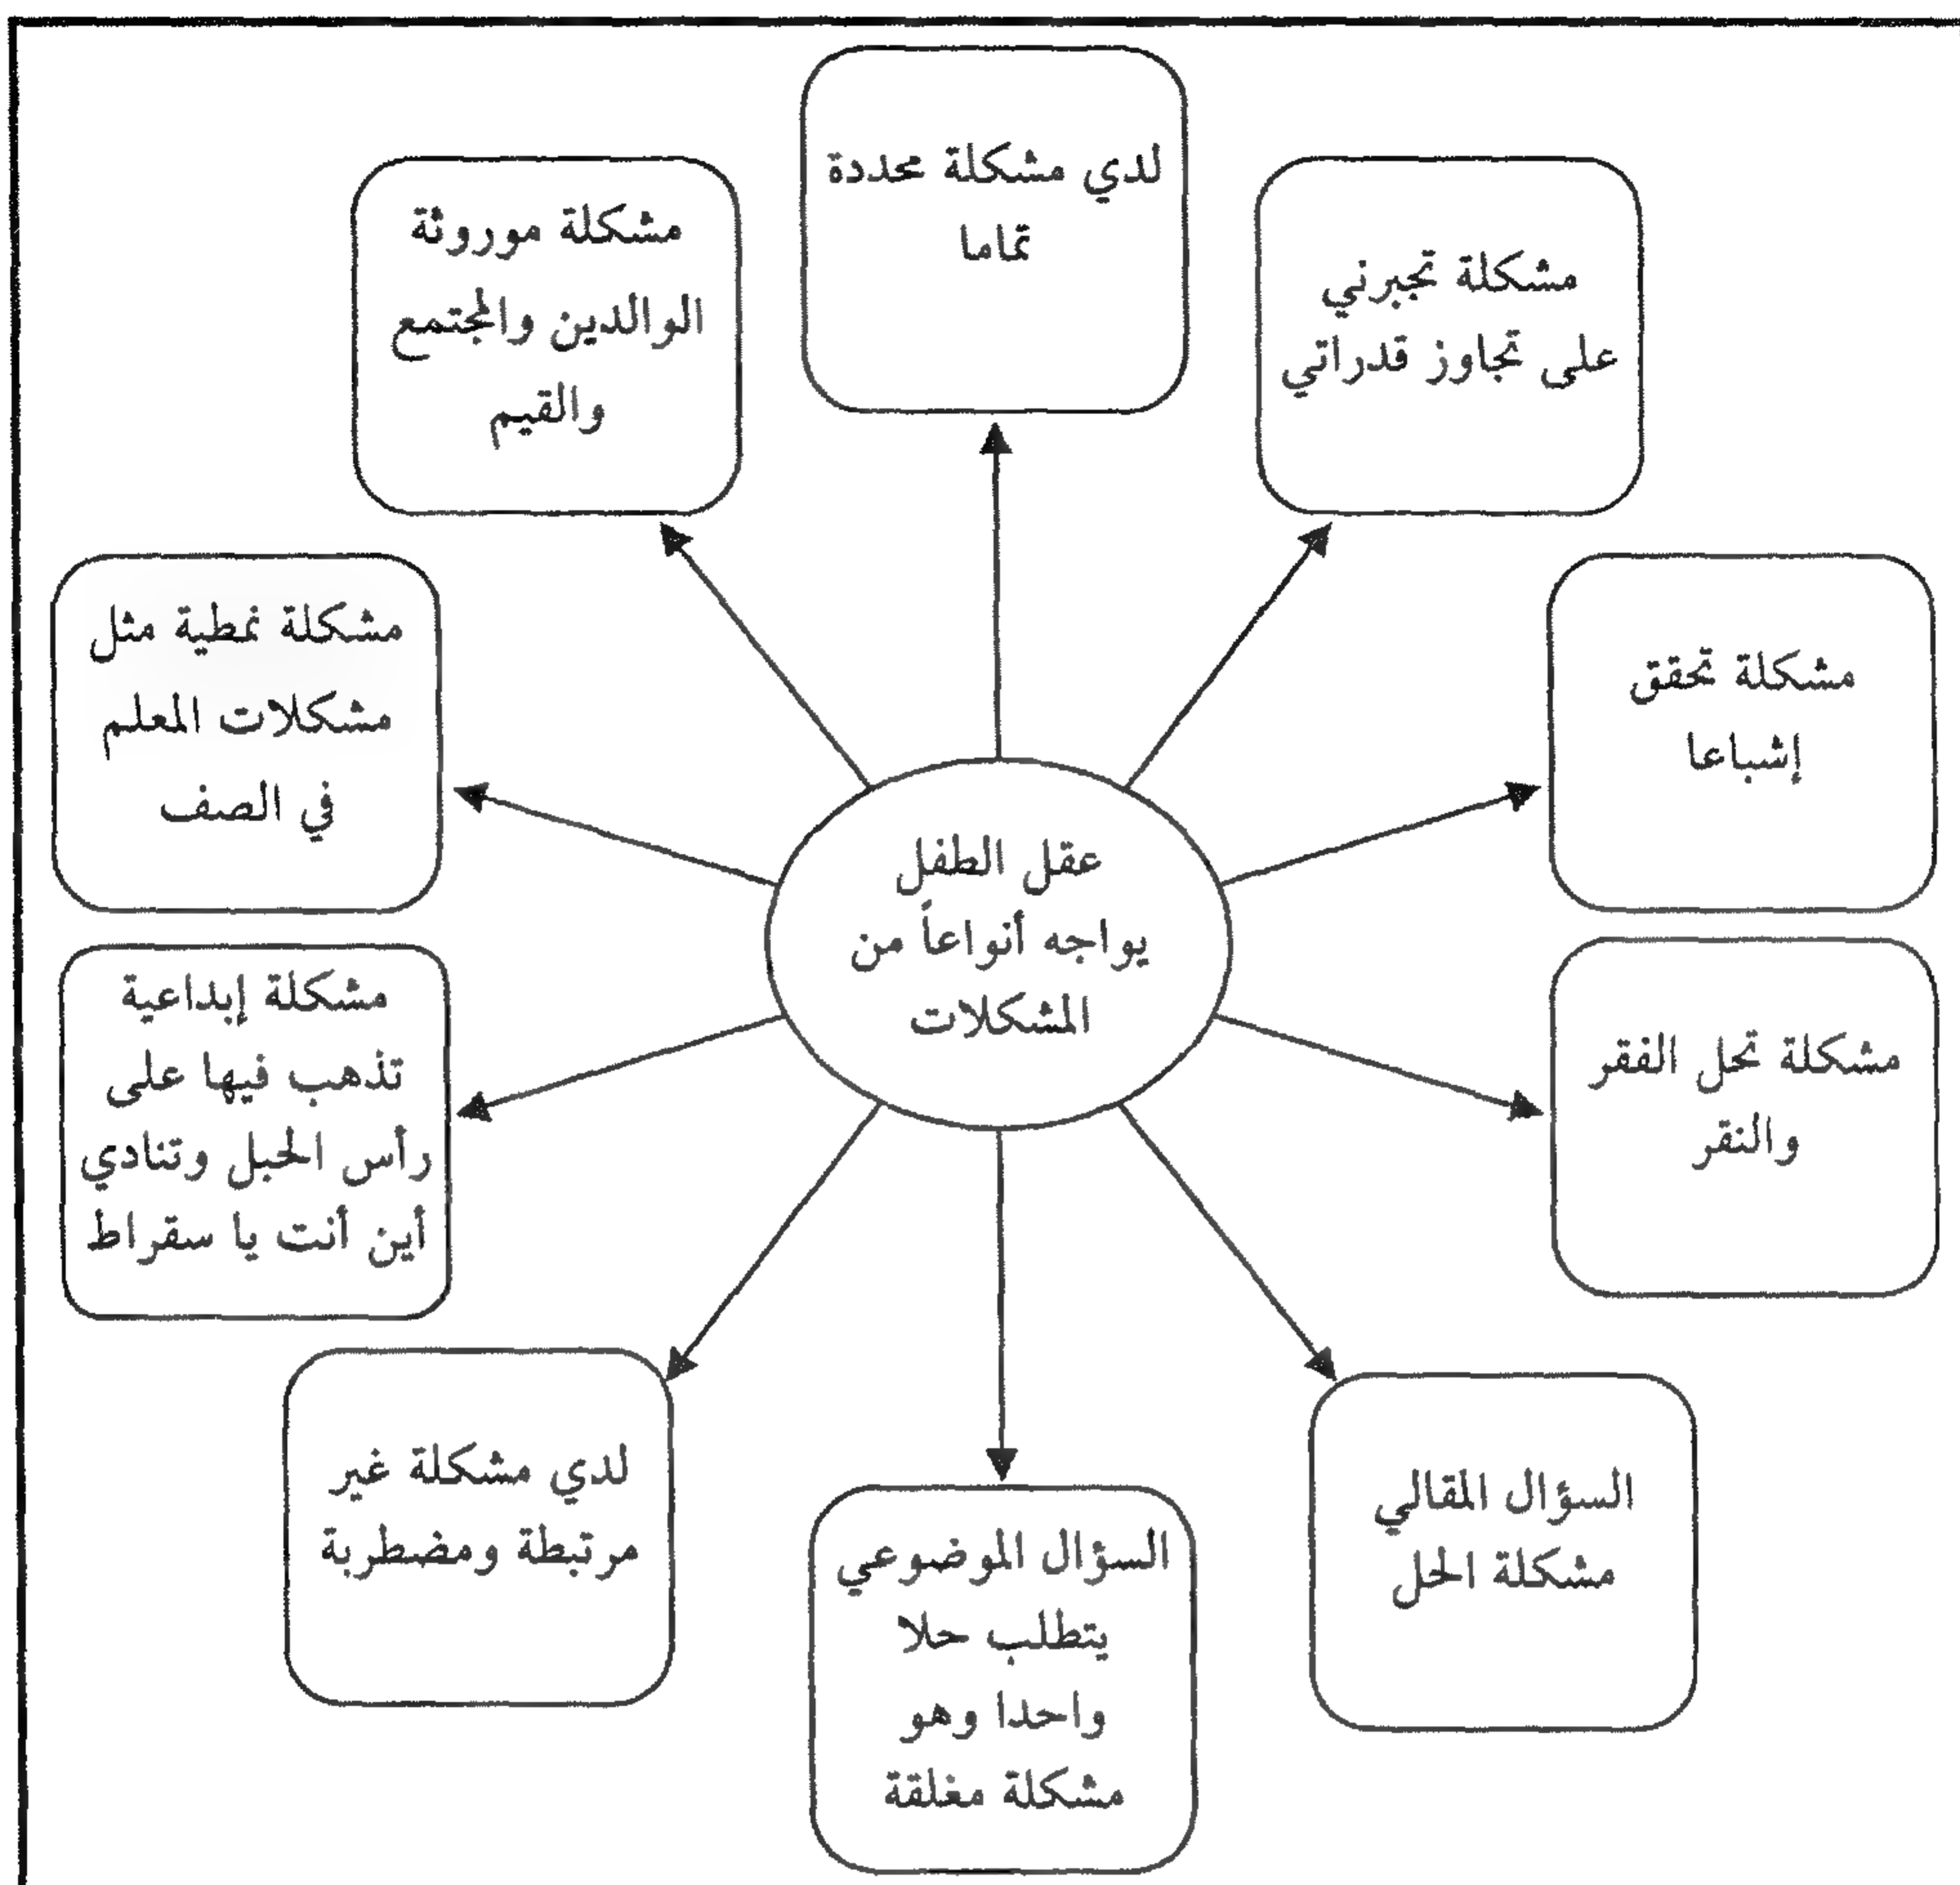 لدي مشكلة محددة
تماما
مشكلة تجبرني
على تجاوز قدراتي
مشكلة تحقق
إشباعا
مشكلة تحل الفقر
والنقر
السؤال المقالي
مشكلة الحل
السؤال الموضوعي
يتطلب حلا
واحدا وهو
مشكلة مغلقة
لدي مشكلة غير
مرتبطة ومضطربة
مشكلة إبداعية
تذهب فيها على
رأس الحبل وتنادي
أين أنت يا سقراط
مشكلة نمطية مثل
مشكلات المعلم
في الصف
مشكلة موروثة
الوالدين والمجتمع
والقيم
عقل الطفل
يواجه أنواعاً من
المشكلات